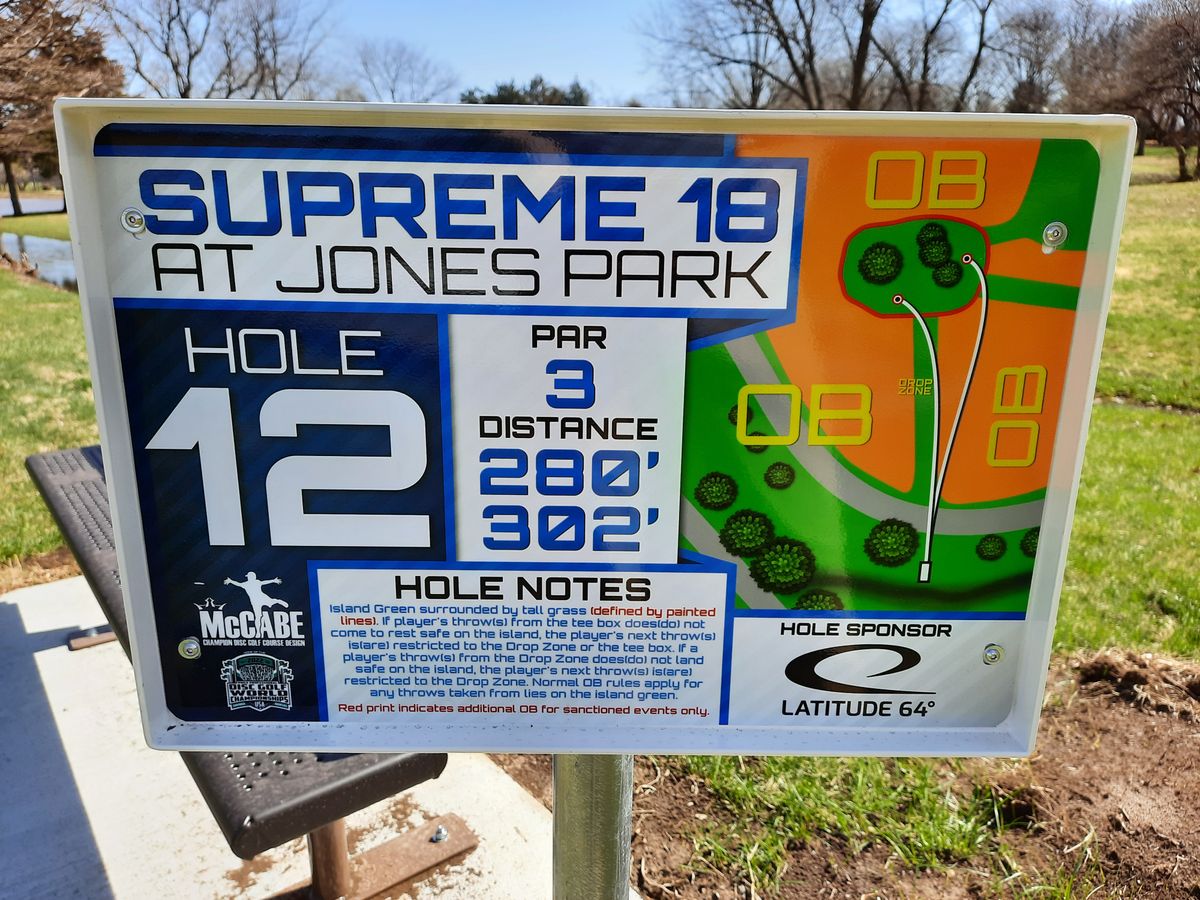 SUPREME 18
AT JONES PARK
HOLE
12
PAR
3
DISTANCE
280'
302'
OB
OB
OB
DROP
ZONE
HOLE NOTES
Island Green surrounded by tall grass (defined by painted
lines). If player's throw(s) from the tee box does(do) not
come to rest safe on the island, the player's next throw(s)
is(are) restricted to the Drop Zone or the tee box. If a
player's throw(s) from the Drop Zone does(do) not land
safe on the island, the player's next throw(s) is(are)
restricted to the Drop Zone. Normal OB rules apply for
any throws taken from lies on the island green.
Red print indicates additional OB for sanctioned events only.
McCABE
CHAMPION DISC GOLF COURSE DESIGN
DISC GOLF
WORLD
CHAMPIONSHIPS
USA
HOLE SPONSOR
LATITUDE 64°